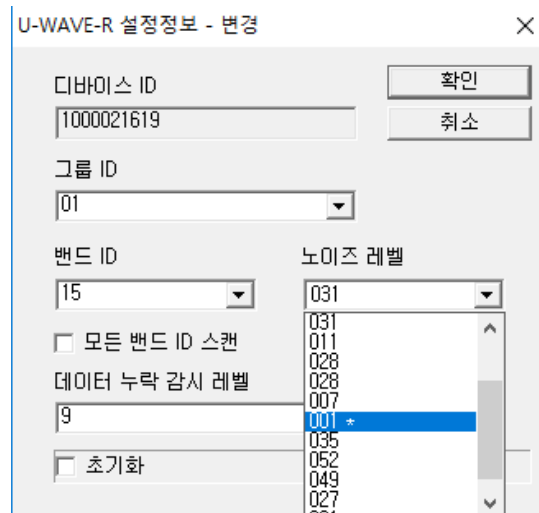 U-WAVE-R 설정정보 - 변경
디바이스 ID
확인
1000021619
취소
그룹 ID
01
밴드 ID
노이즈 레벨
15
031
모든 밴드 ID 스캔
031
011
028
028
007
001 *
035
052
049
027
데이터 누락 감시 레벨
9
초기화